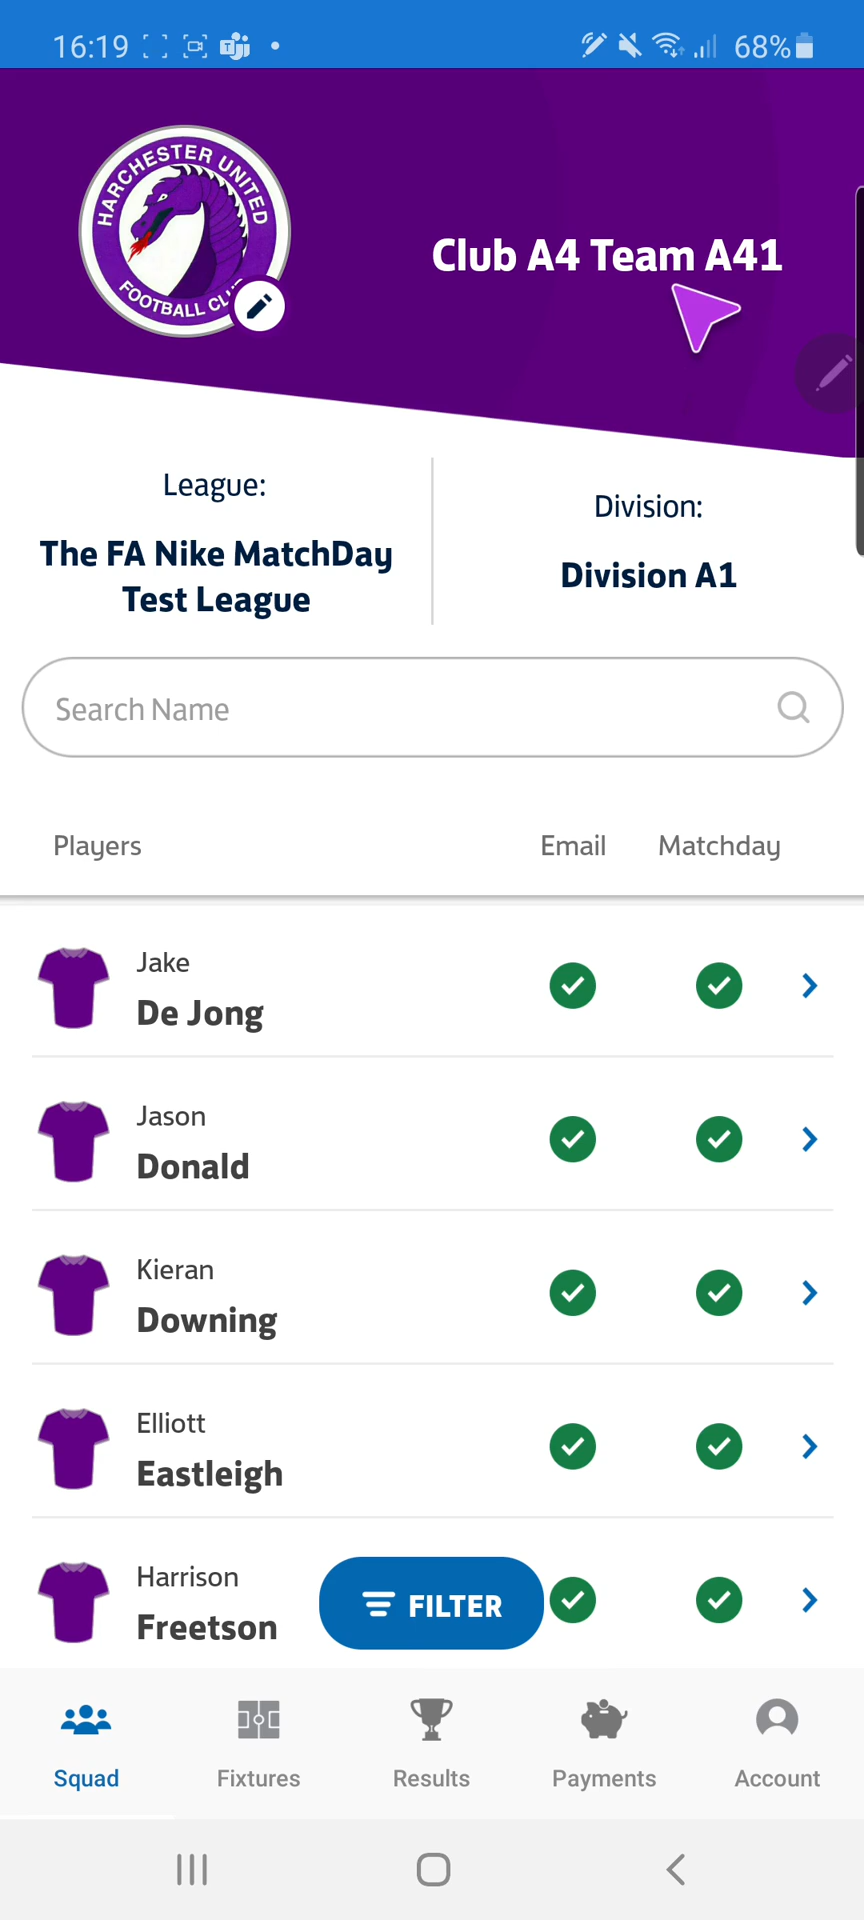 16:19
68%
HARCHESTER UNITED
FOOTBALL CLU
Club A4 Team A41
League:
The FA Nike MatchDay
Test League
Division:
Division A1
Search Name
Players Email Matchday
Jake
De Jong
Jason
Donald
Kieran
Downing
Elliott
Eastleigh
Harrison
Freetson
FILTER
Squad Fixtures Results Payments Account